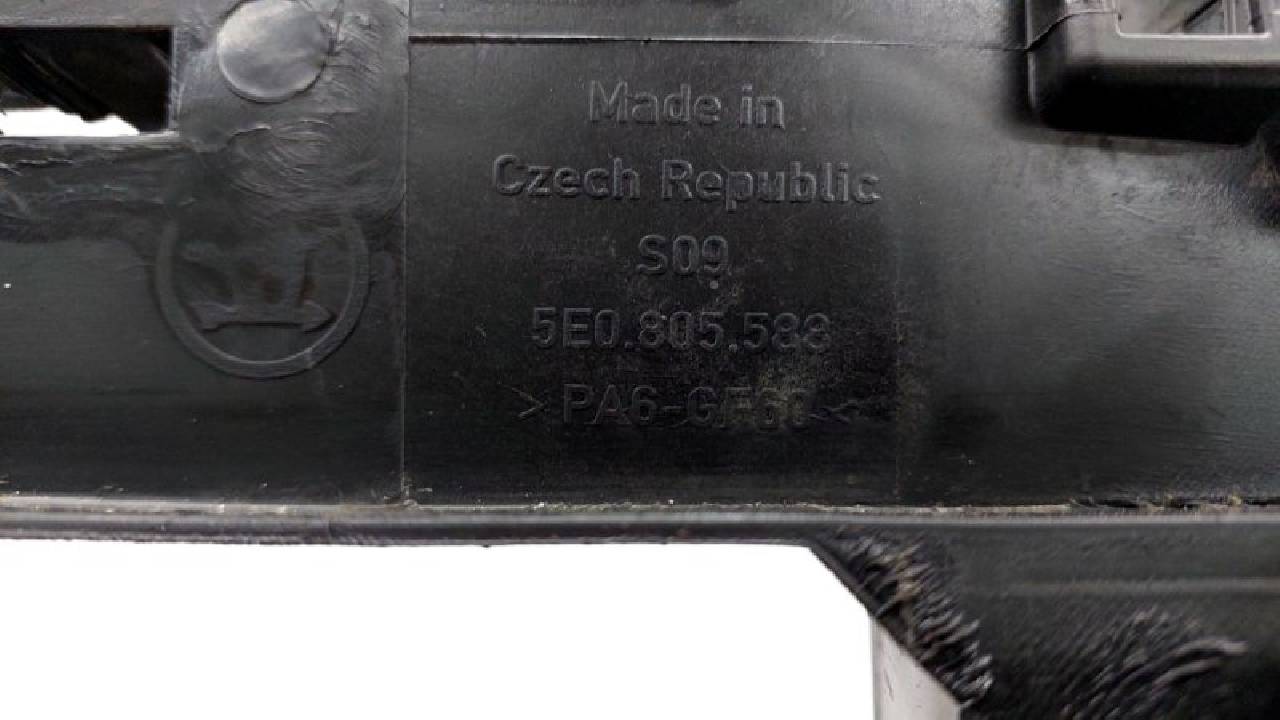 Made in
Czech Republic
S09
5E0.805.588
>PA6-GF60<